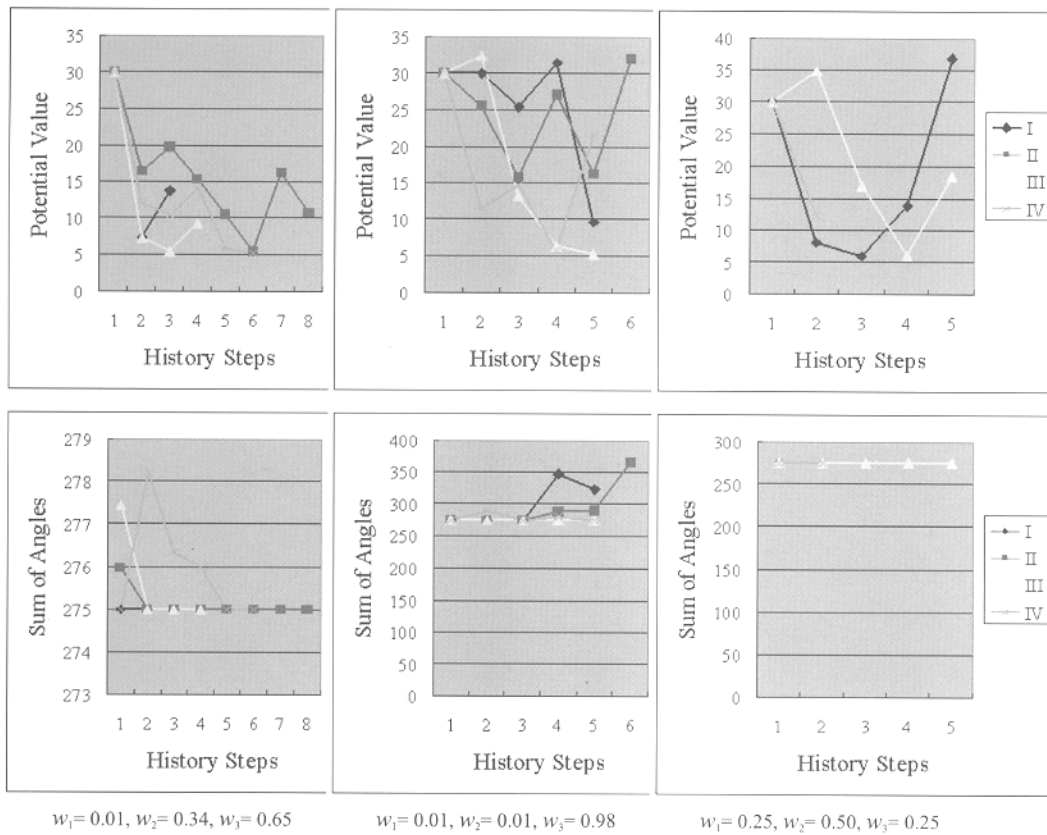 35
30
25
20
15
10
5
0
Potential Value
1 2 3 4 5 6 7 8
History Steps
35
30
25
20
15
10
5
0
Potential Value
1 2 3 4 5 6
History Steps
40
35
30
25
20
15
10
5
0
Potential Value
1 2 3 4 5
History Steps
I
II
III
IV
279
278
277
276
275
274
273
Sum of Angles
1 2 3 4 5 6 7 8
History Steps
400
350
300
250
200
150
100
50
0
Sum of Angles
1 2 3 4 5 6
History Steps
300
250
200
150
100
50
0
Sum of Angles
1 2 3 4 5
History Steps
I
II
III
IV
w₁= 0.01, w₂= 0.34, w₃= 0.65
w₁= 0.01, w₂= 0.01, w₃= 0.98
w₁= 0.25, w₂= 0.50, w₃= 0.25